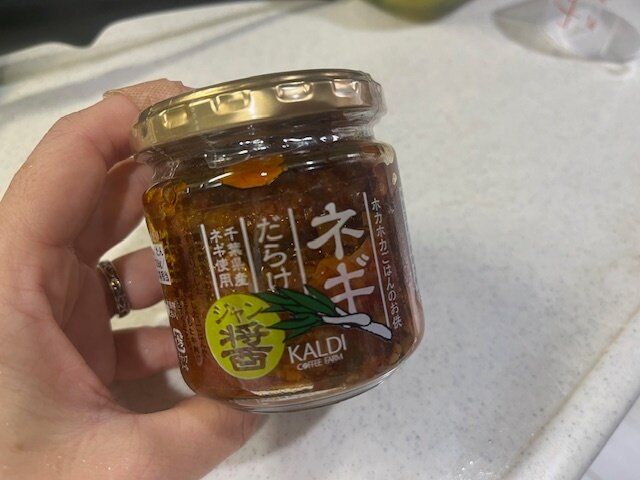 ホカホカごはんのお供
ネギ
だらけ
千葉県産
ネギ使用
ジャン
醤
KALDI
COFFEE FARM